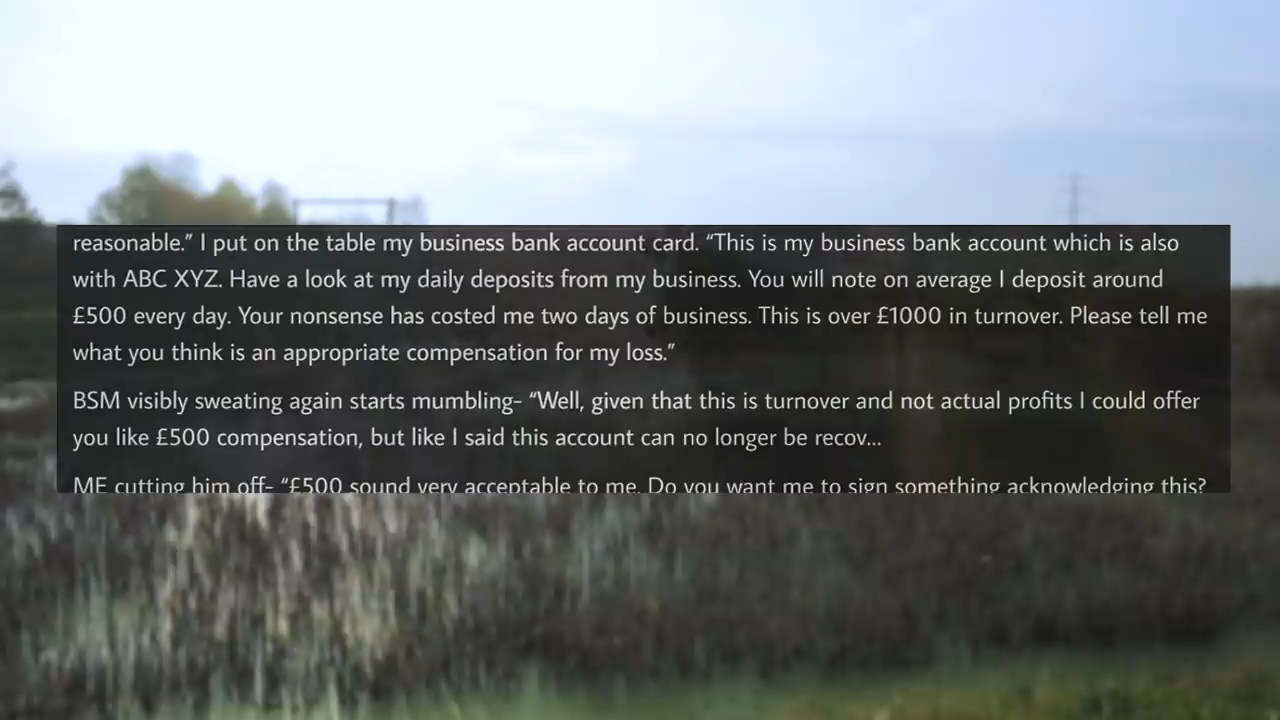 reasonable.” I put on the table my business bank account card. “This is my business bank account which is also
with ABC XYZ. Have a look at my daily deposits from my business. You will note on average I deposit around
£500 every day. Your nonsense has costed me two days of business. This is over £1000 in turnover. Please tell me
what you think is an appropriate compensation for my loss.”
BSM visibly sweating again starts mumbling- “Well, given that this is turnover and not actual profits I could offer
you like £500 compensation, but like I said this account can no longer be recov...
ME cutting him off- “£500 sound very acceptable to me. Do you want me to sign something acknowledging this?